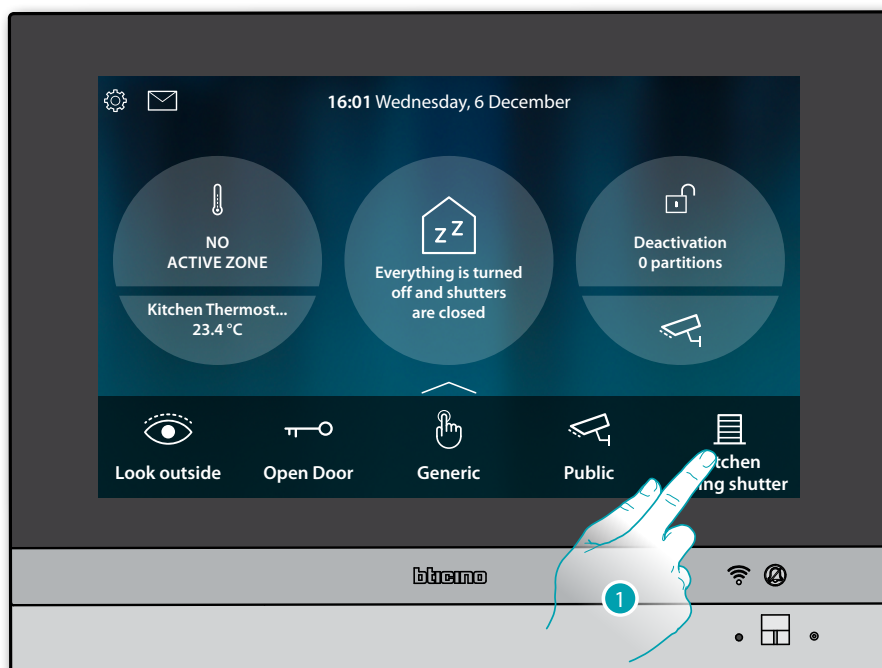 16:01 Wednesday, 6 December
NO
ACTIVE ZONE
Kitchen Thermost...
23.4 °C
Everything is turned
off and shutters
are closed
Deactivation
0 partitions
z z
Look outside
Open Door
Generic
Public
tchen
ng shutter
bticino
1